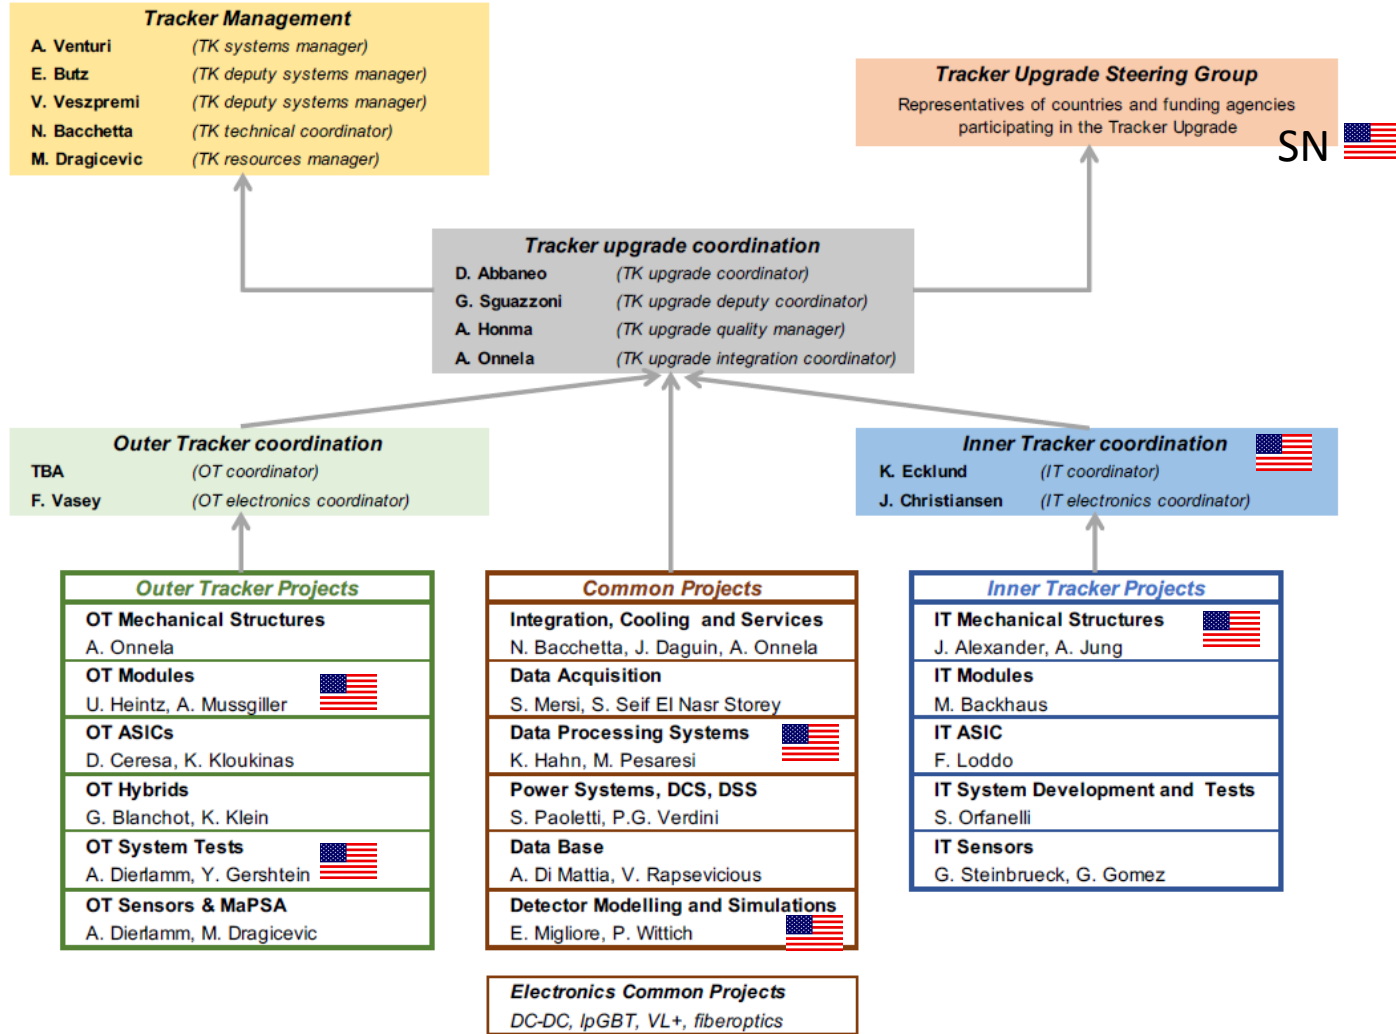 Tracker Management
A. Venturi (TK systems manager)
E. Butz (TK deputy systems manager)
V. Veszpremi (TK deputy systems manager)
N. Bacchetta (TK technical coordinator)
M. Dragicevic (TK resources manager)
Tracker Upgrade Steering Group
Representatives of countries and funding agencies
participating in the Tracker Upgrade
SN
Tracker upgrade coordination
D. Abbaneo (TK upgrade coordinator)
G. Sguazzoni (TK upgrade deputy coordinator)
A. Honma (TK upgrade quality manager)
A. Onnela (TK upgrade integration coordinator)
Outer Tracker coordination
TBA (OT coordinator)
F. Vasey (OT electronics coordinator)
Inner Tracker coordination
K. Ecklund (IT coordinator)
J. Christiansen (IT electronics coordinator)
Outer Tracker Projects
OT Mechanical Structures
A. Onnela
OT Modules
U. Heintz, A. Mussgiller
OT ASICs
D. Ceresa, K. Kloukinas
OT Hybrids
G. Blanchot, K. Klein
OT System Tests
A. Dierlamm, Y. Gershtein
OT Sensors & MaPSA
A. Dierlamm, M. Dragicevic
Common Projects
Integration, Cooling and Services
N. Bacchetta, J. Daguin, A. Onnela
Data Acquisition
S. Mersi, S. Seif El Nasr Storey
Data Processing Systems
K. Hahn, M. Pesaresi
Power Systems, DCS, DSS
S. Paoletti, P.G. Verdini
Data Base
A. Di Mattia, V. Rapsevicious
Detector Modelling and Simulations
E. Migliore, P. Wittich
Inner Tracker Projects
IT Mechanical Structures
J. Alexander, A. Jung
IT Modules
M. Backhaus
IT ASIC
F. Loddo
IT System Development and Tests
S. Orfanelli
IT Sensors
G. Steinbrueck, G. Gomez
Electronics Common Projects
DC-DC, lpGBT, VL+, fiberoptics